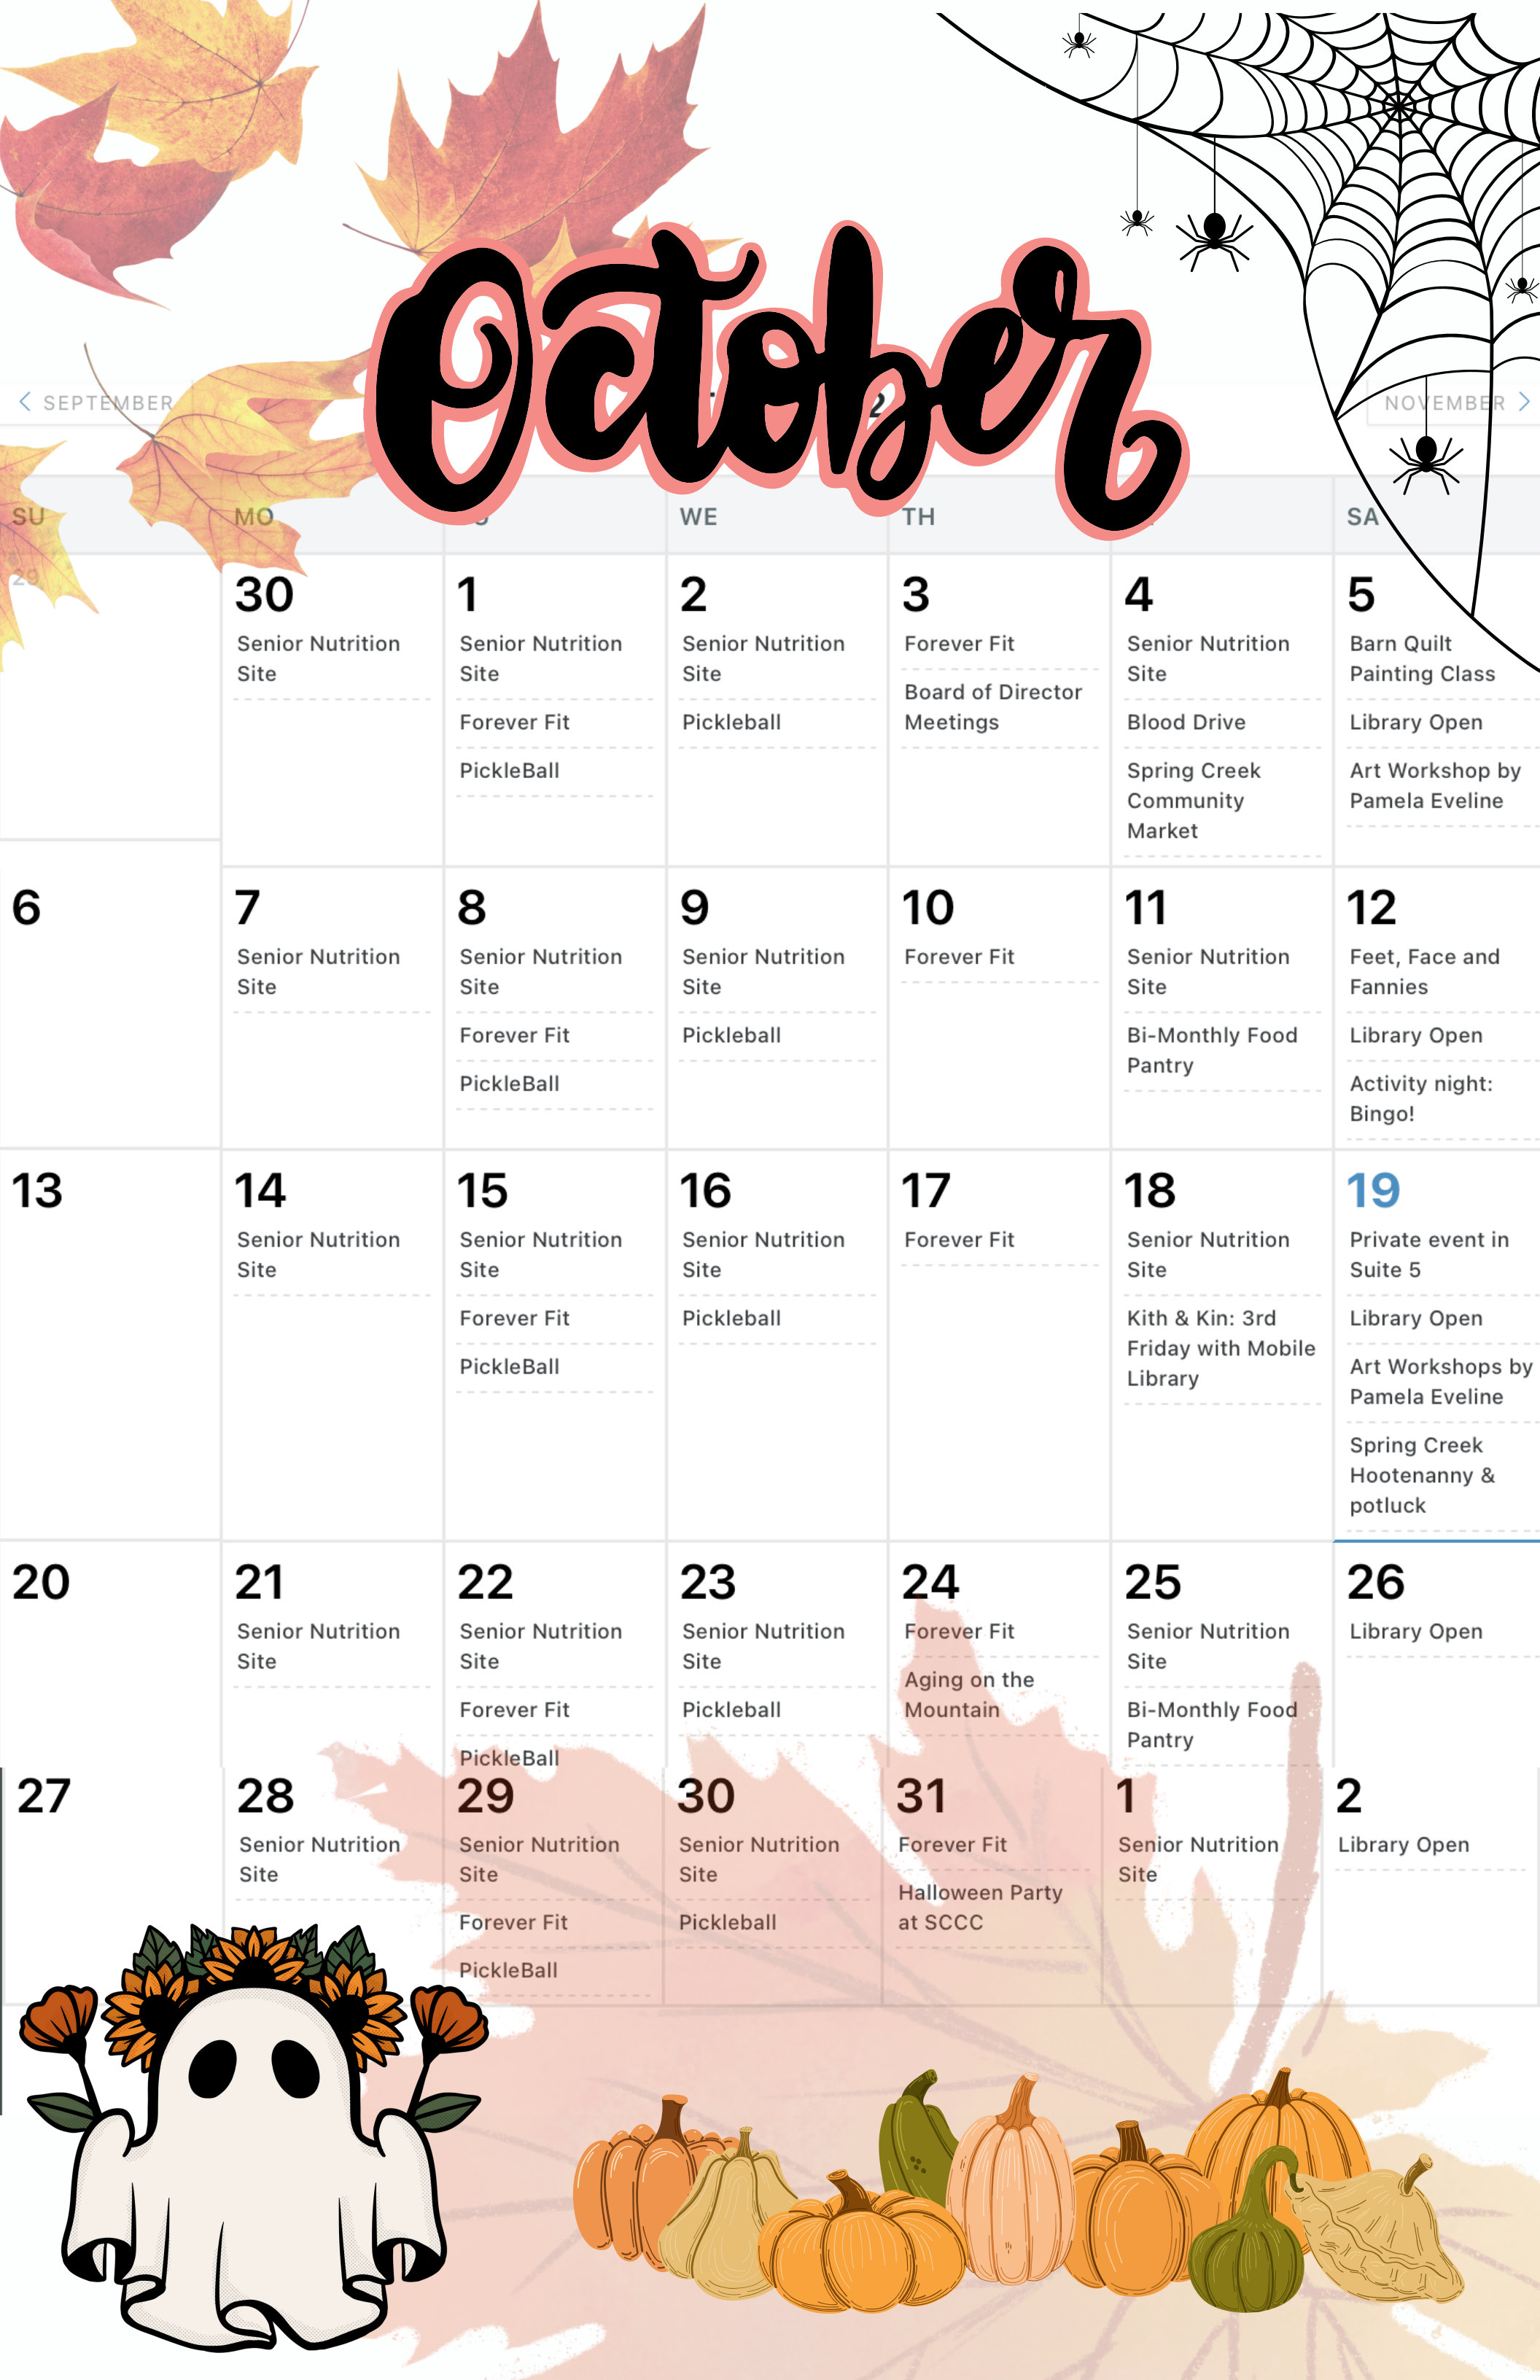 October
SEPTEMBER
NOVEMBER
SU
MO
WE
TH
SA
29
30
Senior Nutrition
Site
1
Senior Nutrition
Site
Forever Fit
PickleBall
2
Senior Nutrition
Site
Pickleball
3
Forever Fit
Board of Director
Meetings
4
Senior Nutrition
Site
Blood Drive
Spring Creek
Community
Market
5
Barn Quilt
Painting Class
Library Open
Art Workshop by
Pamela Eveline
6
7
Senior Nutrition
Site
8
Senior Nutrition
Site
Forever Fit
PickleBall
9
Senior Nutrition
Site
Pickleball
10
Forever Fit
11
Senior Nutrition
Site
Bi-Monthly Food
Pantry
12
Feet, Face and
Fannies
Library Open
Activity night:
Bingo!
13
14
Senior Nutrition
Site
15
Senior Nutrition
Site
Forever Fit
PickleBall
16
Senior Nutrition
Site
Pickleball
17
Forever Fit
18
Senior Nutrition
Site
Kith & Kin: 3rd
Friday with Mobile
Library
19
Private event in
Suite 5
Library Open
Art Workshops by
Pamela Eveline
Spring Creek
Hootenanny &
potluck
20
21
Senior Nutrition
Site
22
Senior Nutrition
Site
Forever Fit
PickleBall
23
Senior Nutrition
Site
Pickleball
24
Forever Fit
Aging on the
Mountain
25
Senior Nutrition
Site
Bi-Monthly Food
Pantry
26
Library Open
27
28
Senior Nutrition
Site
29
Senior Nutrition
Site
Forever Fit
PickleBall
30
Senior Nutrition
Site
Pickleball
31
Forever Fit
Halloween Party
at SCCC
1
Senior Nutrition
Site
2
Library Open